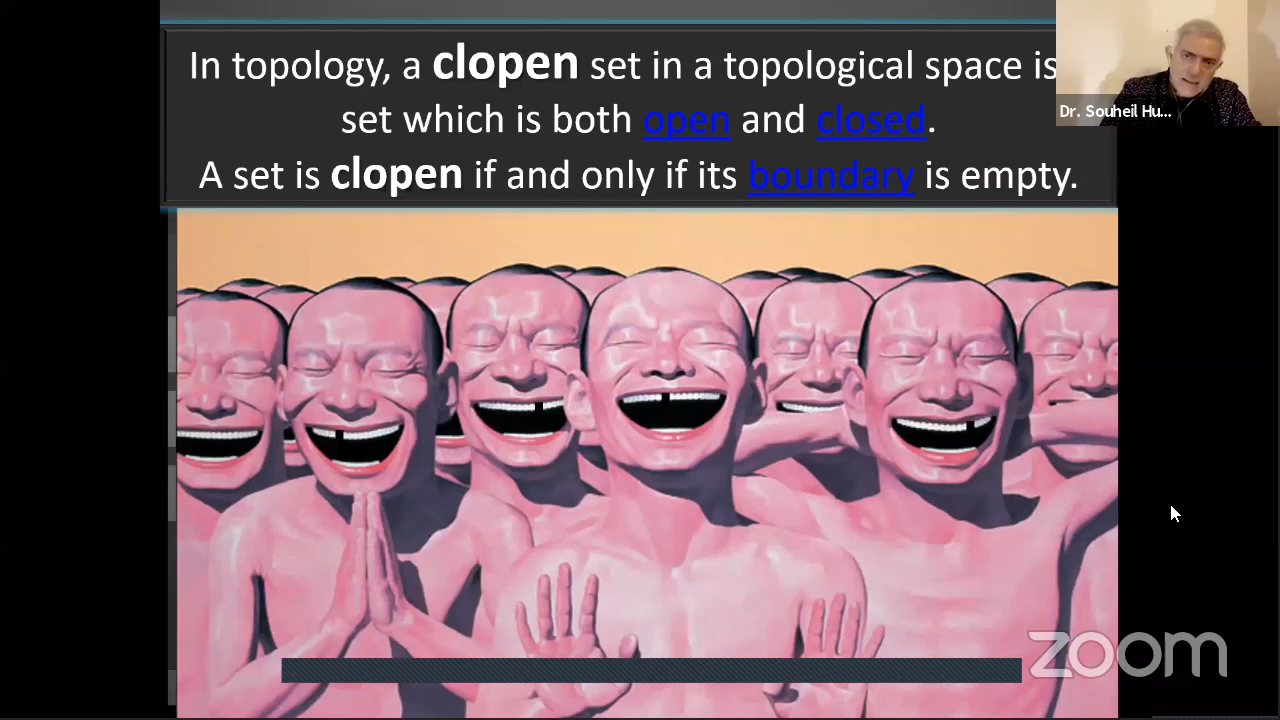 In topology, a clopen set in a topological space is
set which is both open and closed.
A set is clopen if and only if its boundary is empty.
Dr. Souheil Hu...
zoom